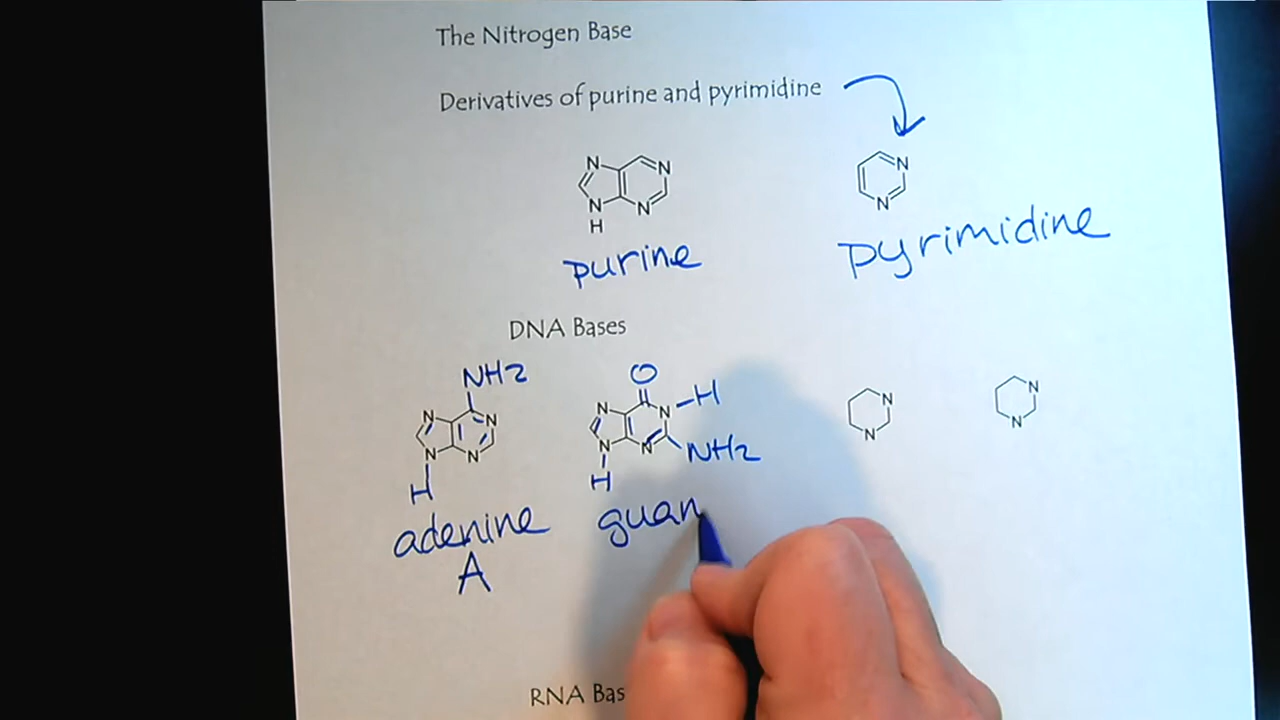 The Nitrogen Base
Derivatives of purine and pyrimidine
N N N N H
N N
purine
pyrimidine
DNA Bases
NH2
N N N N H
O
N N H N N NH2 H
N N
N N
adenine
A
guan
RNA Bas